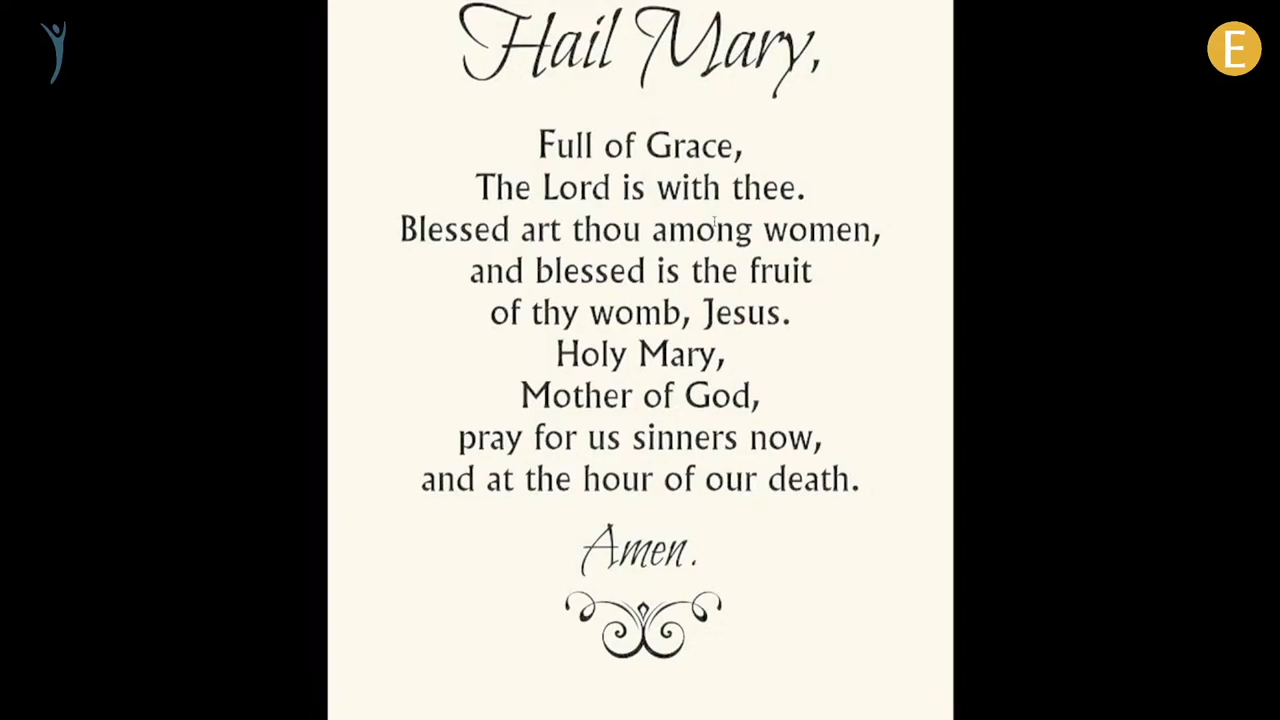 Hail Mary,
Full of Grace,
The Lord is with thee.
Blessed art thou among women,
and blessed is the fruit
of thy womb, Jesus.
Holy Mary,
Mother of God,
pray for us sinners now,
and at the hour of our death.
Amen.
E